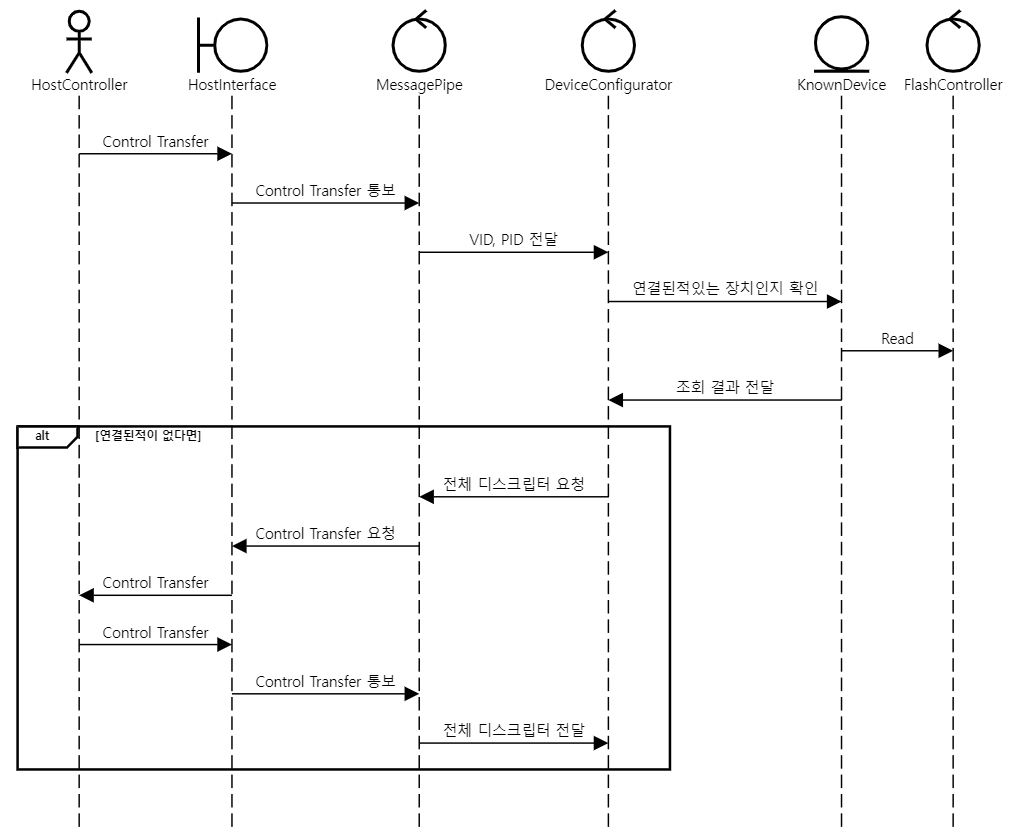 HostController
HostInterface
MessagePipe
DeviceConfigurator
KnownDevice
FlashController
Control Transfer
Control Transfer 통보
VID, PID 전달
연결된적있는 장치인지 확인
Read
조회 결과 전달
alt
[연결된적이 없다면]
전체 디스크립터 요청
Control Transfer 요청
Control Transfer
Control Transfer
Control Transfer 통보
전체 디스크립터 전달